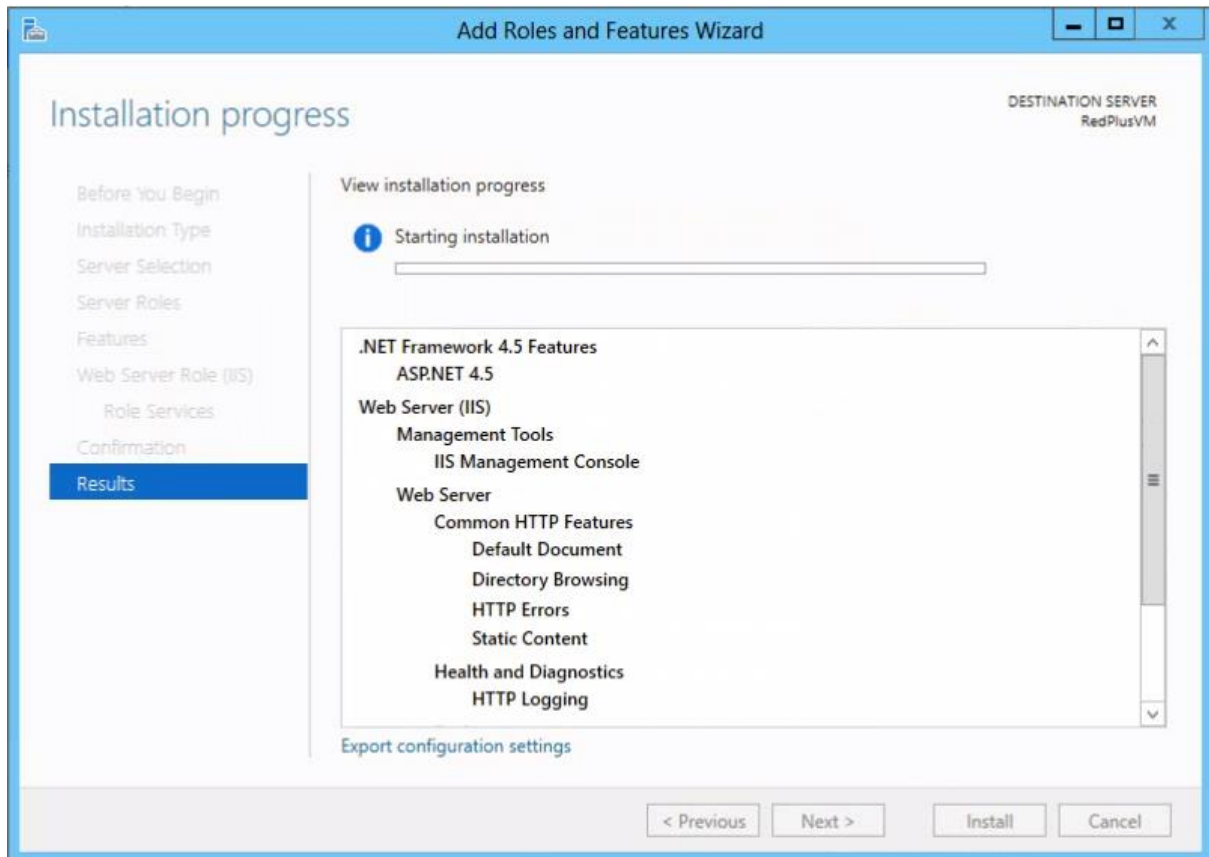 Add Roles and Features Wizard
Installation progress
DESTINATION SERVER
RedPlusVM
Before You Begin
Installation Type
Server Selection
Server Roles
Features
Web Server Role (IIS)
Role Services
Confirmation
Results
View installation progress
Starting installation
.NET Framework 4.5 Features
ASP.NET 4.5
Web Server (IIS)
Management Tools
IIS Management Console
Web Server
Common HTTP Features
Default Document
Directory Browsing
HTTP Errors
Static Content
Health and Diagnostics
HTTP Logging
Export configuration settings
< Previous Next > Install Cancel